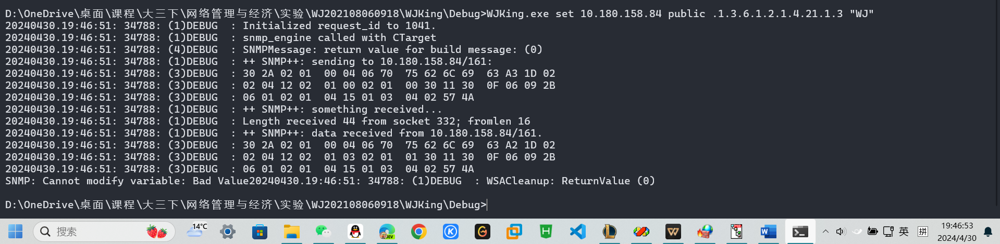 D:\OneDrive\桌面\课程\大三下\网络管理与经济\实验\WJ202108060918\WJKing\Debug>WJKing.exe set 10.180.158.84 public .1.3.6.1.2.1.4.21.1.3 "WJ"
20240430.19:46:51: 34788: (1)DEBUG  : Initialized request_id to 1041.
20240430.19:46:51: 34788: (1)DEBUG  : snmp_engine called with CTarget
20240430.19:46:51: 34788: (4)DEBUG  : SNMPMessage: return value for build message: (0)
20240430.19:46:51: 34788: (1)DEBUG  : ++ SNMP++: sending to 10.180.158.84/161:
20240430.19:46:51: 34788: (3)DEBUG  : 30 2A 02 01  00 04 06 70  75 62 6C 69  63 A3 1D 02
20240430.19:46:51: 34788: (3)DEBUG  : 02 04 12 02  01 00 02 01  00 30 11 30  0F 06 09 2B
20240430.19:46:51: 34788: (3)DEBUG  : 06 01 02 01  04 15 01 03  04 02 57 4A
20240430.19:46:51: 34788: (1)DEBUG  : ++ SNMP++: something received...
20240430.19:46:51: 34788: (1)DEBUG  : Length received 44 from socket 332; fromlen 16
20240430.19:46:51: 34788: (1)DEBUG  : ++ SNMP++: data received from 10.180.158.84/161.
20240430.19:46:51: 34788: (3)DEBUG  : 30 2A 02 01  00 04 06 70  75 62 6C 69  63 A2 1D 02
20240430.19:46:51: 34788: (3)DEBUG  : 02 04 12 02  01 03 02 01  01 30 11 30  0F 06 09 2B
20240430.19:46:51: 34788: (3)DEBUG  : 06 01 02 01  04 15 01 03  04 02 57 4A
SNMP: Cannot modify variable: Bad Value20240430.19:46:51: 34788: (1)DEBUG  : WSACleanup: ReturnValue (0)
D:\OneDrive\桌面\课程\大三下\网络管理与经济\实验\WJ202108060918\WJKing\Debug>
搜索
14°C
DEV
英
拼
19:46:53
2024/4/30